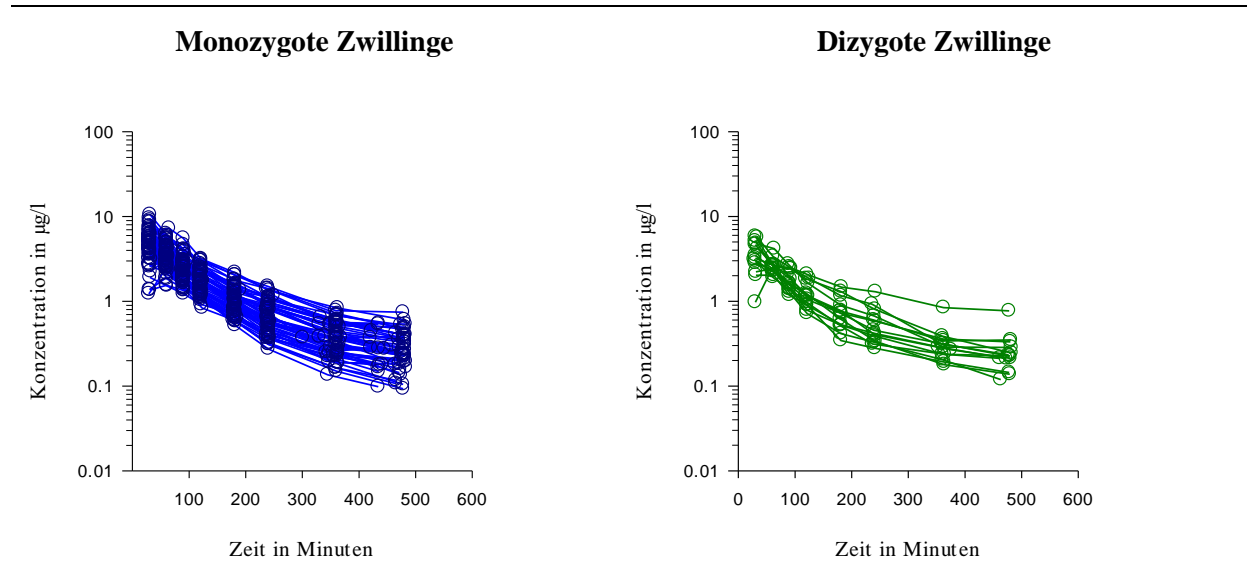 Monozygote Zwillinge
Dizygote Zwillinge
Konzentration in µg/l
100
10
1
0.1
0.01
100 200 300 400 500 600
Zeit in Minuten
Konzentration in µg/l
100
10
1
0.1
0.01
0 100 200 300 400 500 600
Zeit in Minuten